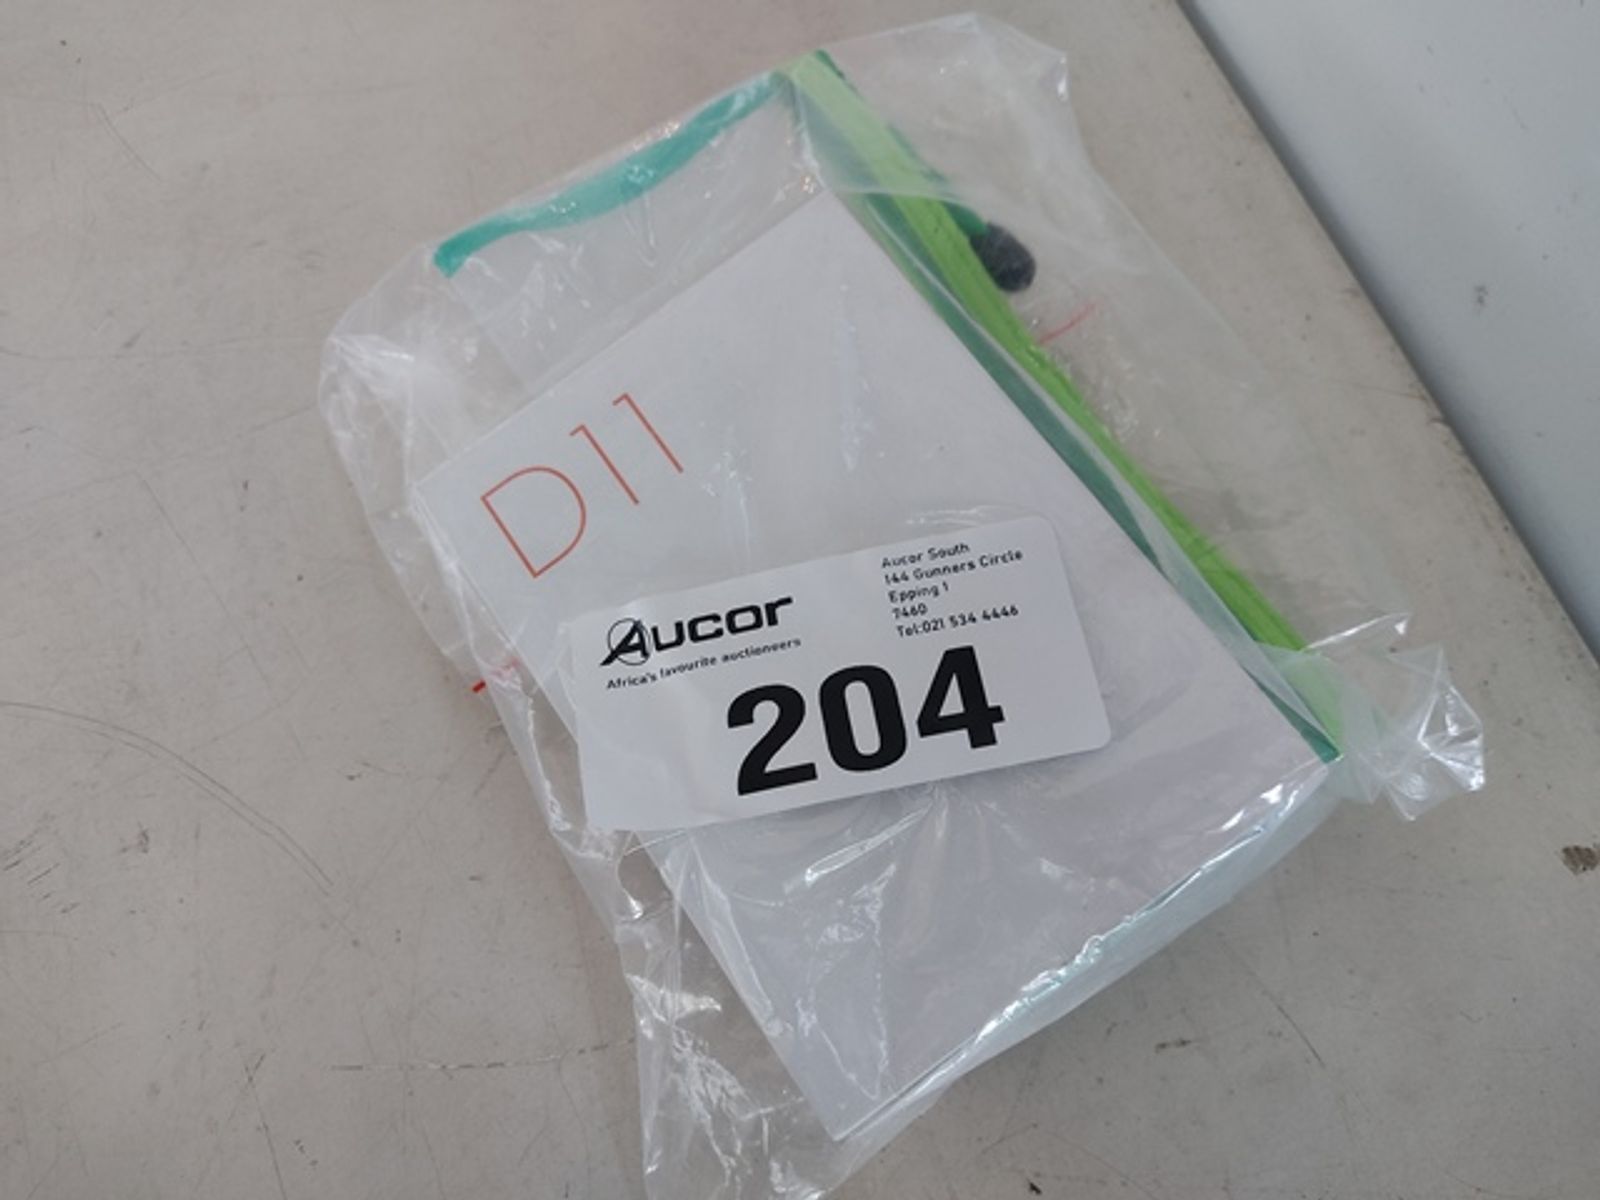 D11
Aucor
Africa's favourite auctioneers
Aucor South
144 Gunners Circle
Epping 1
7460
Tel:021 534 4446
204